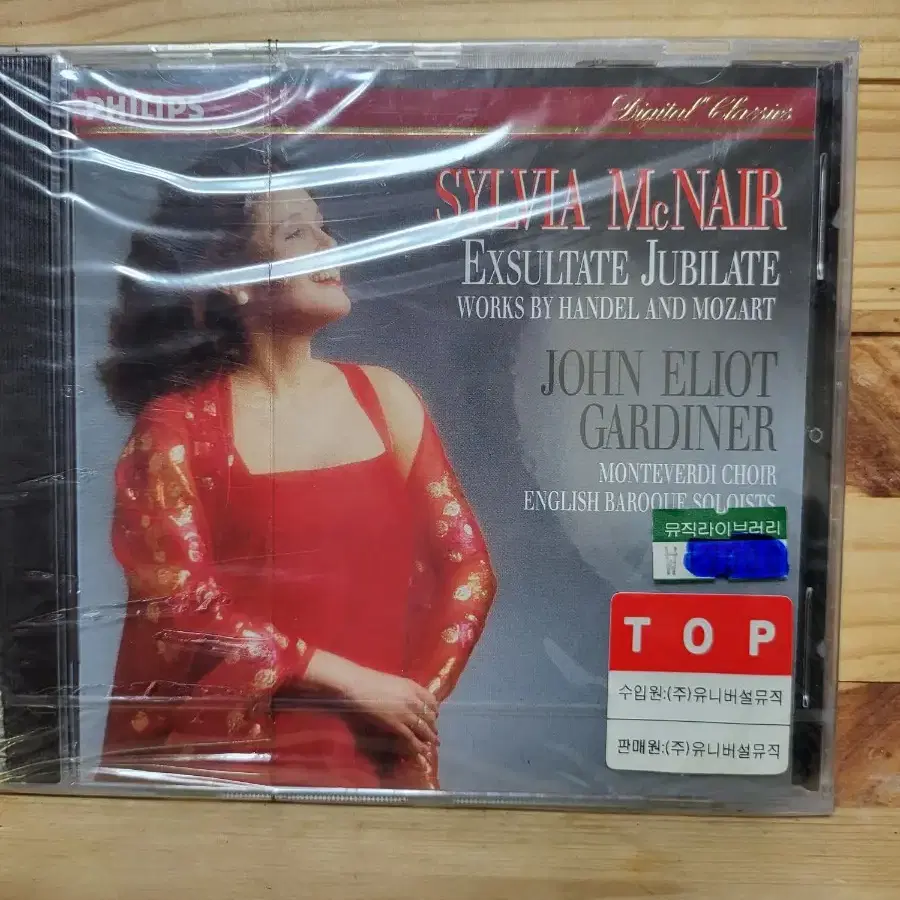 PHILIPS
Digital Classics
SYLVIA McNAIR
EXSULTATE JUBILATE
WORKS BY HANDEL AND MOZART
JOHN ELIOT
GARDINER
MONTEVERDI CHOIR
ENGLISH BAROQUE SOLOISTS
뮤직라이브러리
TOP
수입원:(주)유니버설뮤직
판매원:(주)유니버설뮤직